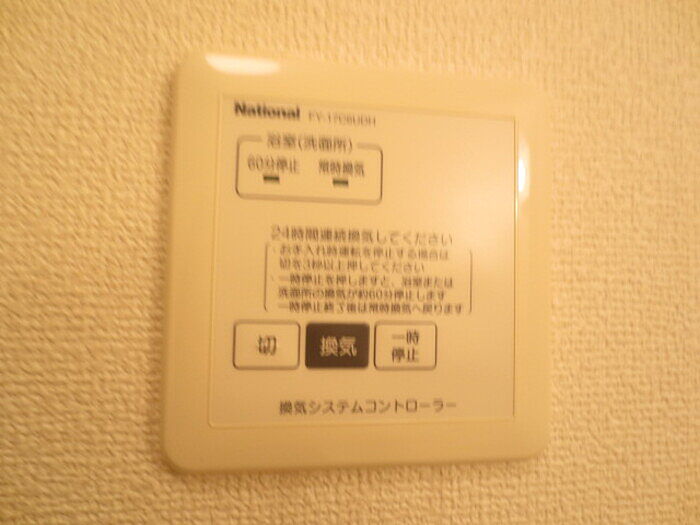 National FY-17C6UDH
浴室(洗面所)
60分停止 常時換気
24時間連続換気してください
・お手入れ時運転を停止する場合は
切を3秒以上押してください
・一時停止を押しますと、浴室または
洗面所の換気が約60分停止します
一時停止終了後は常時換気へ戻ります
切 換気 一時
停止
換気システムコントローラー